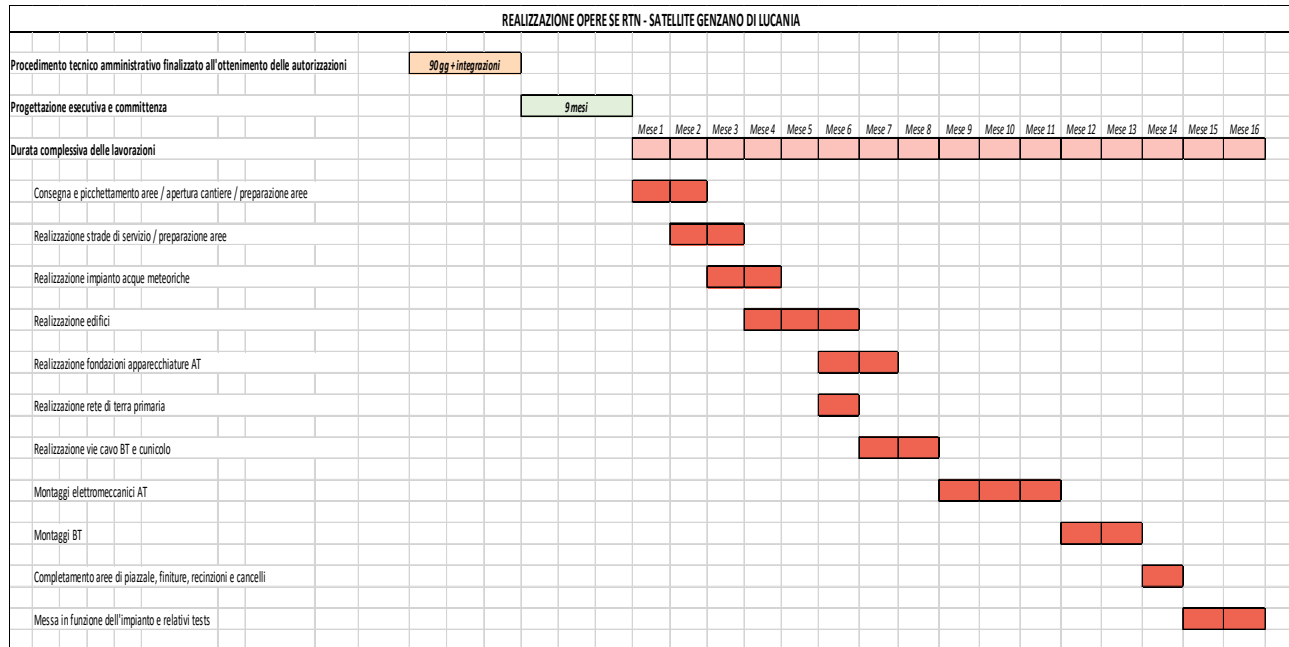 REALIZZAZIONE OPERE SE RTN - SATELLITE GENZANO DI LUCANIA
Procedimento tecnico amministrativo finalizzato all'ottenimento delle autorizzazioni 90 gg + integrazioni
Progettazione esecutiva e committenza 9 mesi
Mese 1 Mese 2 Mese 3 Mese 4 Mese 5 Mese 6 Mese 7 Mese 8 Mese 9 Mese 10 Mese 11 Mese 12 Mese 13 Mese 14 Mese 15 Mese 16
Durata complessiva delle lavorazioni
Consegna e picchettamento aree / apertura cantiere / preparazione aree
Realizzazione strade di servizio / preparazione aree
Realizzazione impianto acque meteoriche
Realizzazione edifici
Realizzazione fondazioni apparecchiature AT
Realizzazione rete di terra primaria
Realizzazione vie cavo BT e cunicolo
Montaggi elettromeccanici AT
Montaggi BT
Completamento aree di piazzale, finiture, recinzioni e cancelli
Messa in funzione dell'impianto e relativi tests